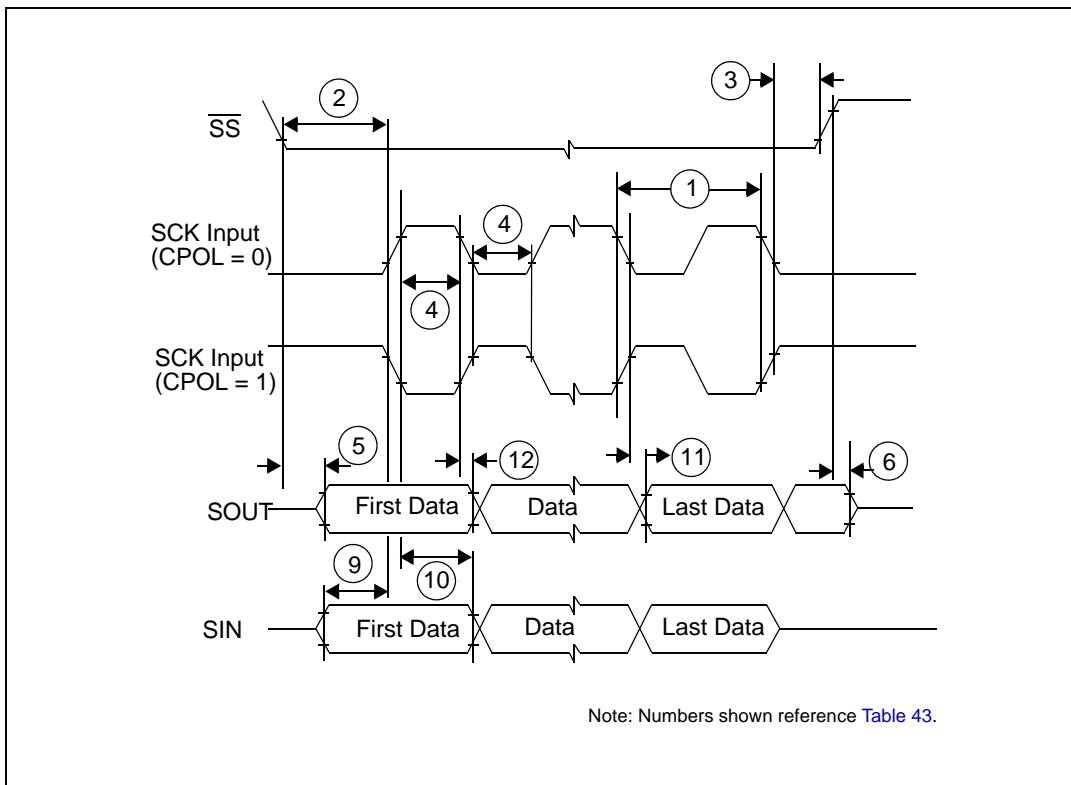 2
3
SS
1
SCK Input
(CPOL = 0)
4
4
SCK Input
(CPOL = 1)
5
12
11
6
SOUT
First Data
Data
Last Data
9
10
SIN
First Data
Data
Last Data
Note: Numbers shown reference Table 43.